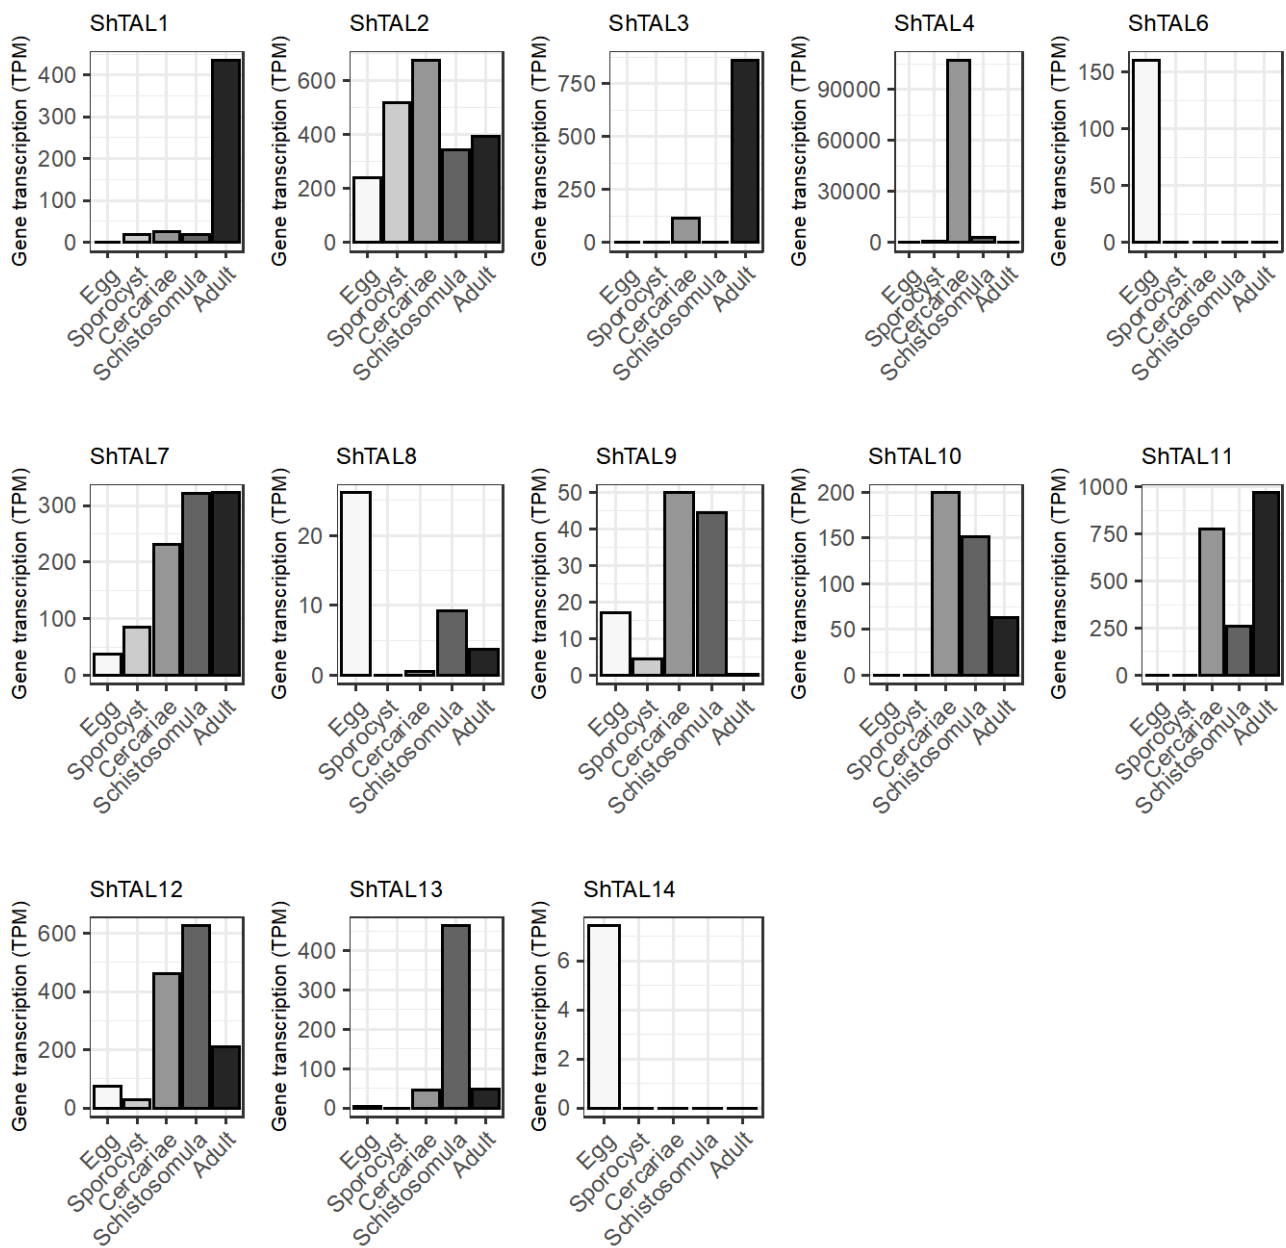 ShTAL1
Gene transcription (TPM)
400
300
200
100
0
Egg
Sporocyst
Cercariae
Schistosomula
Adult
ShTAL2
Gene transcription (TPM)
600
400
200
0
Egg
Sporocyst
Cercariae
Schistosomula
Adult
ShTAL3
Gene transcription (TPM)
750
500
250
0
Egg
Sporocyst
Cercariae
Schistosomula
Adult
ShTAL4
Gene transcription (TPM)
90000
60000
30000
0
Egg
Sporocyst
Cercariae
Schistosomula
Adult
ShTAL6
Gene transcription (TPM)
150
100
50
0
Egg
Sporocyst
Cercariae
Schistosomula
Adult
ShTAL7
Gene transcription (TPM)
300
200
100
0
Egg
Sporocyst
Cercariae
Schistosomula
Adult
ShTAL8
Gene transcription (TPM)
20
10
0
Egg
Sporocyst
Cercariae
Schistosomula
Adult
ShTAL9
Gene transcription (TPM)
50
40
30
20
10
0
Egg
Sporocyst
Cercariae
Schistosomula
Adult
ShTAL10
Gene transcription (TPM)
200
150
100
50
0
Egg
Sporocyst
Cercariae
Schistosomula
Adult
ShTAL11
Gene transcription (TPM)
1000
750
500
250
0
Egg
Sporocyst
Cercariae
Schistosomula
Adult
ShTAL12
Gene transcription (TPM)
600
400
200
0
Egg
Sporocyst
Cercariae
Schistosomula
Adult
ShTAL13
Gene transcription (TPM)
400
300
200
100
0
Egg
Sporocyst
Cercariae
Schistosomula
Adult
ShTAL14
Gene transcription (TPM)
6
4
2
0
Egg
Sporocyst
Cercariae
Schistosomula
Adult